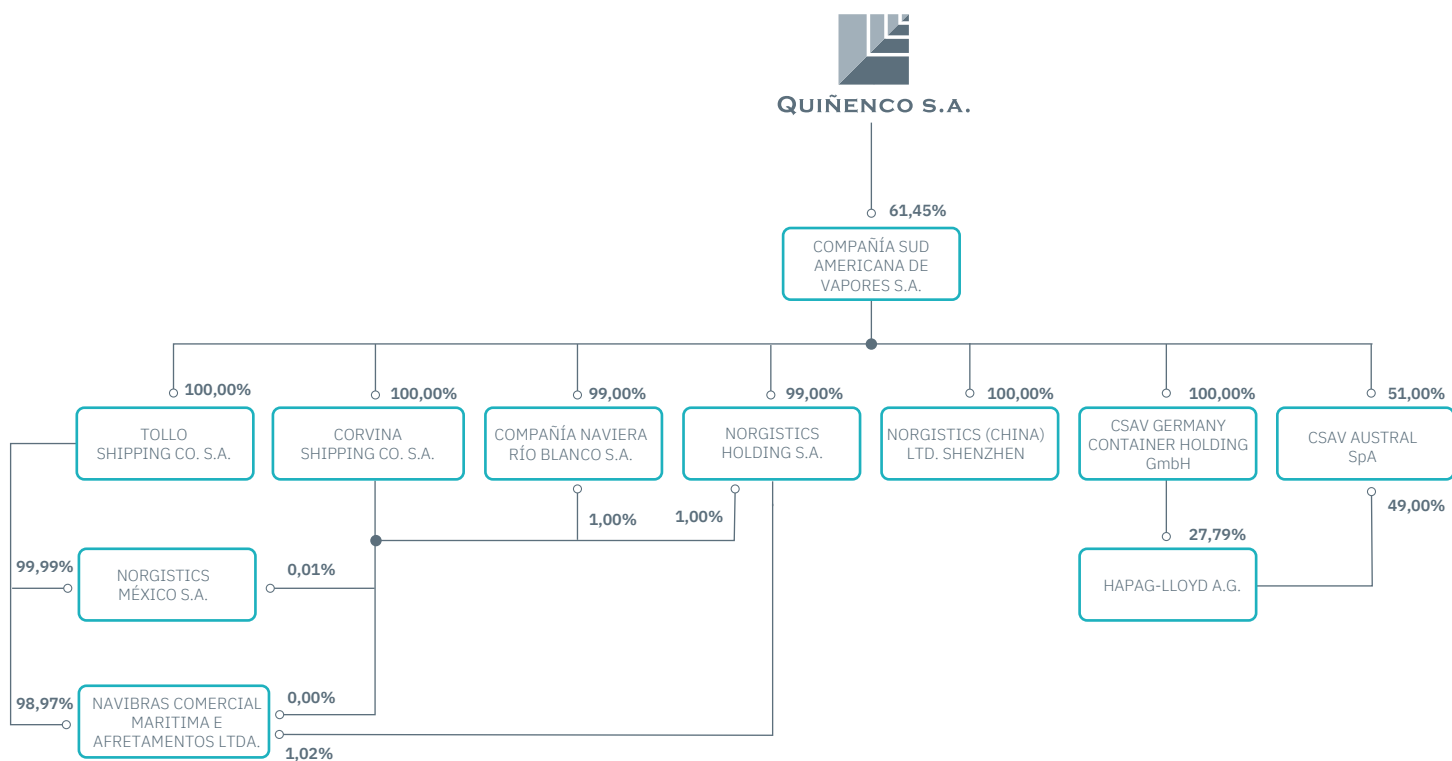 QUIÑENCO S.A.
61,45%
COMPAÑÍA SUD
AMERICANA DE
VAPORES S.A.
100,00%
100,00%
99,00%
99,00%
100,00%
100,00%
51,00%
TOLLO
SHIPPING CO. S.A.
CORVINA
SHIPPING CO. S.A.
COMPAÑÍA NAVIERA
RÍO BLANCO S.A.
NORGISTICS
HOLDING S.A.
NORGISTICS (CHINA)
LTD. SHENZHEN
CSAV GERMANY
CONTAINER HOLDING
GmbH
CSAV AUSTRAL
SpA
1,00%
1,00%
49,00%
27,79%
99,99%
NORGISTICS
MÉXICO S.A.
0,01%
HAPAG-LLOYD A.G.
98,97%
NAVIBRAS COMERCIAL
MARITIMA E
AFRETAMENTOS LTDA.
0,00%
1,02%